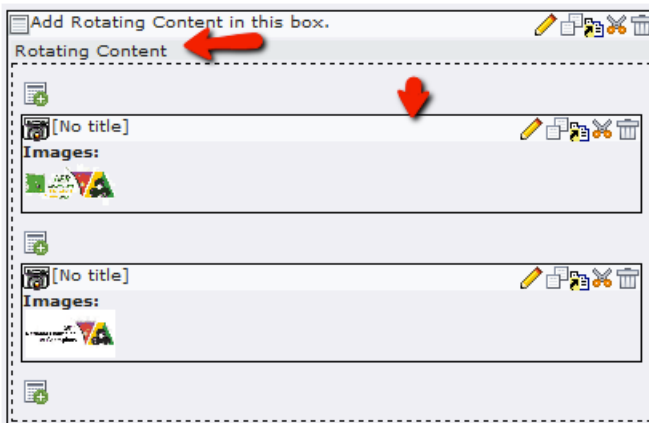 Add Rotating Content in this box.
Rotating Content
[No title]
Images:
[No title]
Images: